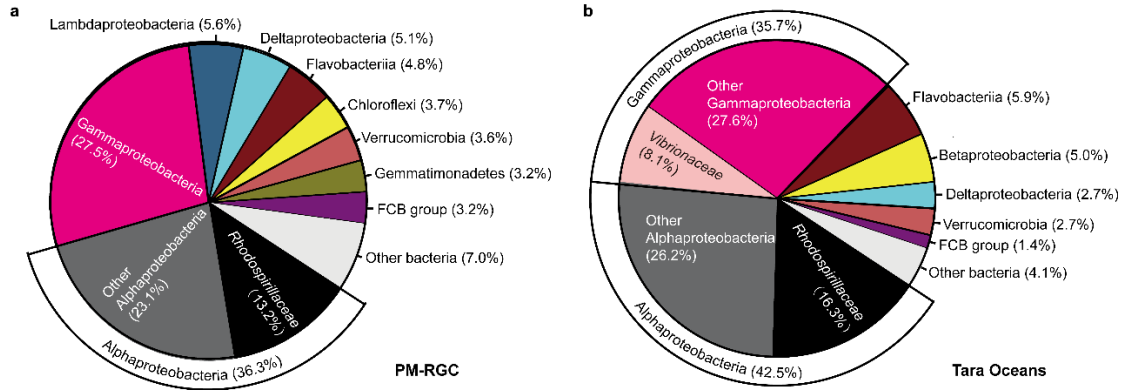 a
Lambdaproteobacteria (5.6%)
Deltaproteobacteria (5.1%)
Flavobacteriia (4.8%)
Chloroflexi (3.7%)
Verrucomicrobia (3.6%)
Gemmatimonadetes (3.2%)
FCB group (3.2%)
Other bacteria (7.0%)
Rhodospirillaceae
(13.2%)
Other
Alphaproteobacteria
(23.1%)
Gammaproteobacteria
(27.5%)
Alphaproteobacteria (36.3%)
PM-RGC
b
Gammaproteobacteria (35.7%)
Other
Gammaproteobacteria
(27.6%)
Vibrionaceae
(8.1%)
Flavobacteriia (5.9%)
Betaproteobacteria (5.0%)
Deltaproteobacteria (2.7%)
Verrucomicrobia (2.7%)
FCB group (1.4%)
Other bacteria (4.1%)
Rhodospirillaceae
(16.3%)
Other
Alphaproteobacteria
(26.2%)
Alphaproteobacteria (42.5%)
Tara Oceans